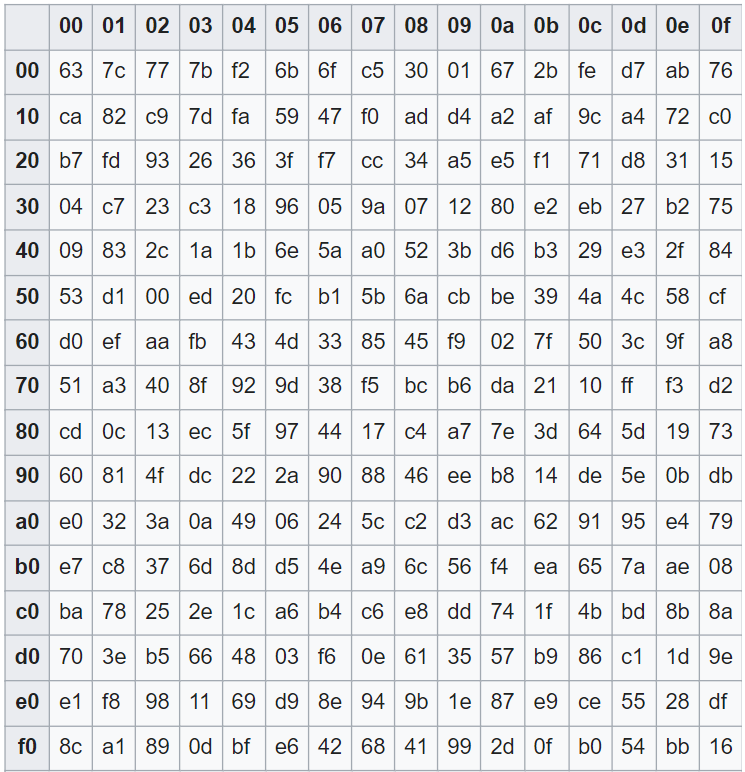 00 01 02 03 04 05 06 07 08 09 0a 0b 0c 0d 0e 0f
00 63 7c 77 7b f2 6b 6f c5 30 01 67 2b fe d7 ab 76
10 ca 82 c9 7d fa 59 47 f0 ad d4 a2 af 9c a4 72 c0
20 b7 fd 93 26 36 3f f7 cc 34 a5 e5 f1 71 d8 31 15
30 04 c7 23 c3 18 96 05 9a 07 12 80 e2 eb 27 b2 75
40 09 83 2c 1a 1b 6e 5a a0 52 3b d6 b3 29 e3 2f 84
50 53 d1 00 ed 20 fc b1 5b 6a cb be 39 4a 4c 58 cf
60 d0 ef aa fb 43 4d 33 85 45 f9 02 7f 50 3c 9f a8
70 51 a3 40 8f 92 9d 38 f5 bc b6 da 21 10 ff f3 d2
80 cd 0c 13 ec 5f 97 44 17 c4 a7 7e 3d 64 5d 19 73
90 60 81 4f dc 22 2a 90 88 46 ee b8 14 de 5e 0b db
a0 e0 32 3a 0a 49 06 24 5c c2 d3 ac 62 91 95 e4 79
b0 e7 c8 37 6d 8d d5 4e a9 6c 56 f4 ea 65 7a ae 08
c0 ba 78 25 2e 1c a6 b4 c6 e8 dd 74 1f 4b bd 8b 8a
d0 70 3e b5 66 48 03 f6 0e 61 35 57 b9 86 c1 1d 9e
e0 e1 f8 98 11 69 d9 8e 94 9b 1e 87 e9 ce 55 28 df
f0 8c a1 89 0d bf e6 42 68 41 99 2d 0f b0 54 bb 16